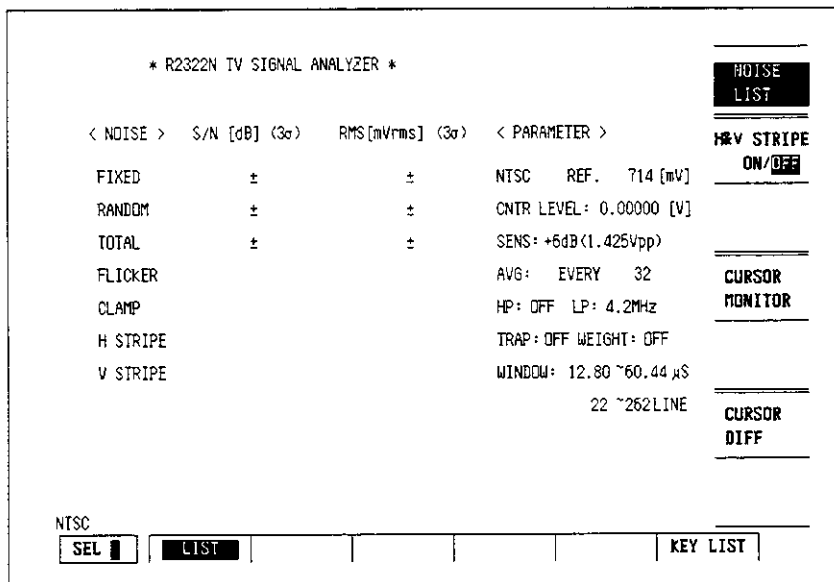 * R2322N TV SIGNAL ANALYZER *
NOISE
LIST
< NOISE > S/N [dB] (3σ) RMS[mVrms] (3σ) < PARAMETER >
H&V STRIPE
ON/OFF
FIXED ± ± NTSC REF. 714 [mV]
RANDOM ± ± CNTR LEVEL: 0.00000 [V]
TOTAL ± ± SENS: +6dB(1.425Vpp)
FLICKER AVG: EVERY 32
CURSOR
MONITOR
CLAMP HP: OFF LP: 4.2MHz
H STRIPE TRAP: OFF WEIGHT: OFF
V STRIPE WINDOW: 12.80 ~60.44 µS
22 ~262LINE
CURSOR
DIFF
NTSC
SEL LIST KEY LIST